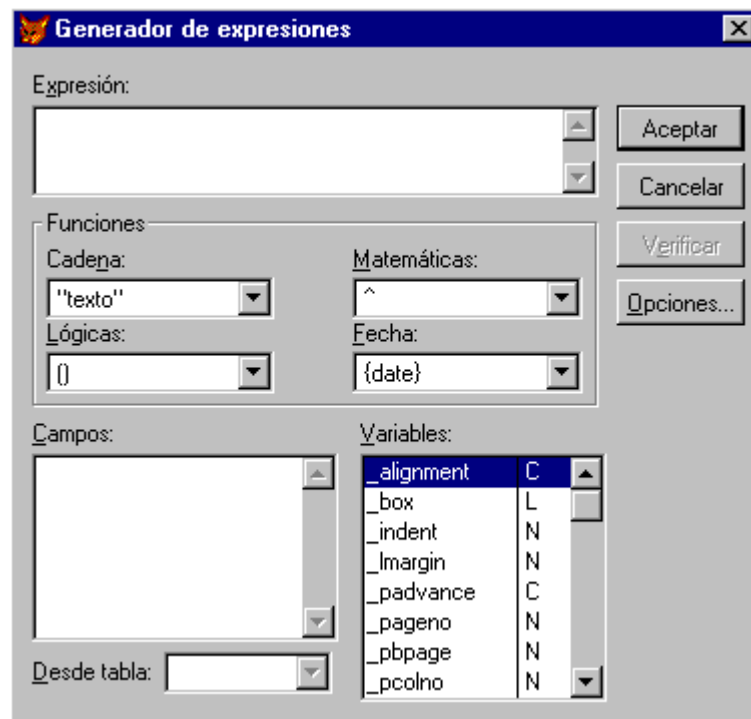 Generador de expresiones
Expresión:
Aceptar
Cancelar
Verificar
Opciones...
Funciones
Cadena:
Matemáticas:
"texto"
^
Lógicas:
Fecha:
()
{date}
Campos:
Variables:
_alignment C
_box L
_indent N
_lmargin N
_padvance C
_pageno N
_pbpage N
_pcolno N
Desde tabla: